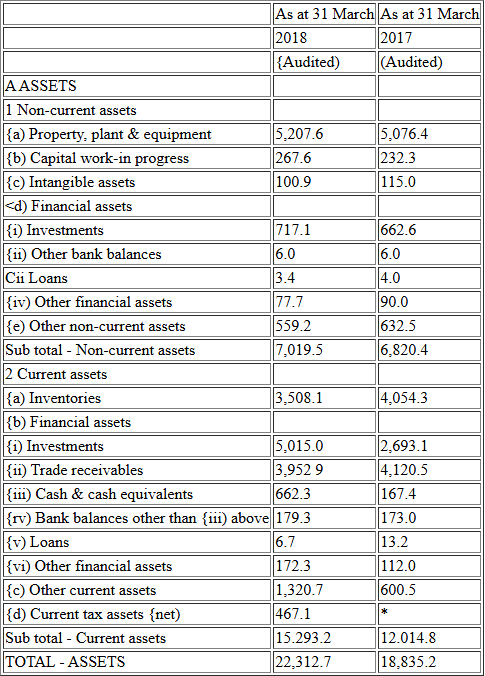 As at 31 March As at 31 March
2018 2017
{Audited) (Audited)
A ASSETS
1 Non-current assets
{a) Property, plant & equipment 5,207.6 5,076.4
{b) Capital work-in progress 267.6 232.3
{c) Intangible assets 100.9 115.0
<d) Financial assets
{i) Investments 717.1 662.6
{ii) Other bank balances 6.0 6.0
Cii Loans 3.4 4.0
{iv) Other financial assets 77.7 90.0
{e) Other non-current assets 559.2 632.5
Sub total - Non-current assets 7,019.5 6,820.4
2 Current assets
{a) Inventories 3,508.1 4,054.3
{b) Financial assets
{i) Investments 5,015.0 2,693.1
{ii) Trade receivables 3,952 9 4,120.5
{iii) Cash & cash equivalents 662.3 167.4
{rv) Bank balances other than {iii) above 179.3 173.0
{v) Loans 6.7 13.2
{vi) Other financial assets 172.3 112.0
{c) Other current assets 1,320.7 600.5
{d) Current tax assets {net) 467.1 *
Sub total - Current assets 15.293.2 12.014.8
TOTAL - ASSETS 22,312.7 18,835.2